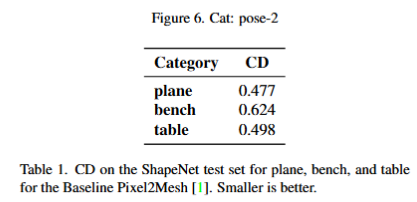 Figure 6. Cat: pose-2
Category CD
plane 0.477
bench 0.624
table 0.498
Table 1. CD on the ShapeNet test set for plane, bench, and table
for the Baseline Pixel2Mesh [1]. Smaller is better.